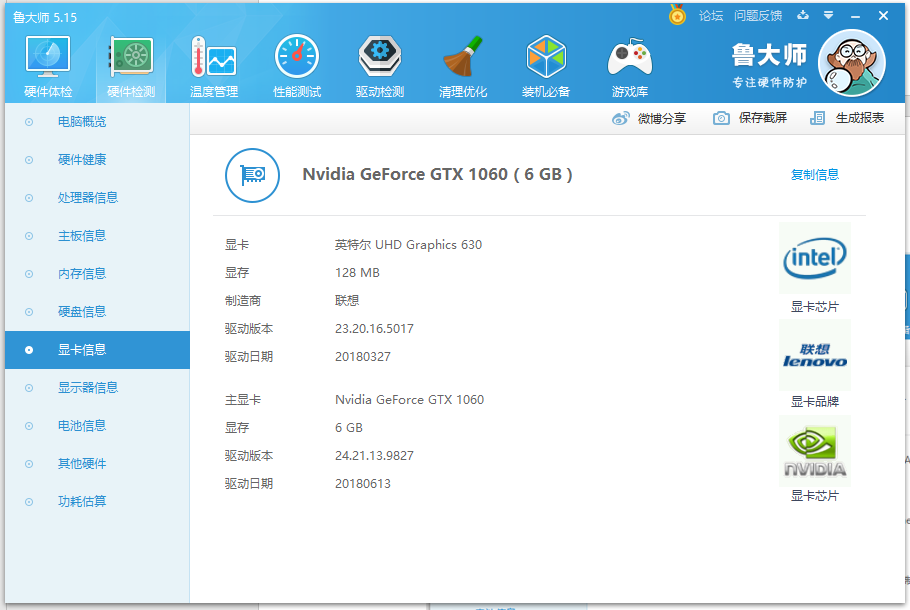 鲁大师 5.15
论坛 问题反馈
硬件体检 硬件检测 温度管理 性能测试 驱动检测 清理优化 装机必备 游戏库
鲁大师
专注硬件防护
微博分享 保存截屏 生成报表
电脑概览
硬件健康
处理器信息
主板信息
内存信息
硬盘信息
显卡信息
显示器信息
电池信息
其他硬件
功耗估算
Nvidia GeForce GTX 1060 ( 6 GB )
复制信息
显卡 英特尔 UHD Graphics 630
显存 128 MB
制造商 联想
驱动版本 23.20.16.5017
驱动日期 20180327
主显卡 Nvidia GeForce GTX 1060
显存 6 GB
驱动版本 24.21.13.9827
驱动日期 20180613
intel
显卡芯片
联想
lenovo
显卡品牌
NVIDIA
显卡芯片